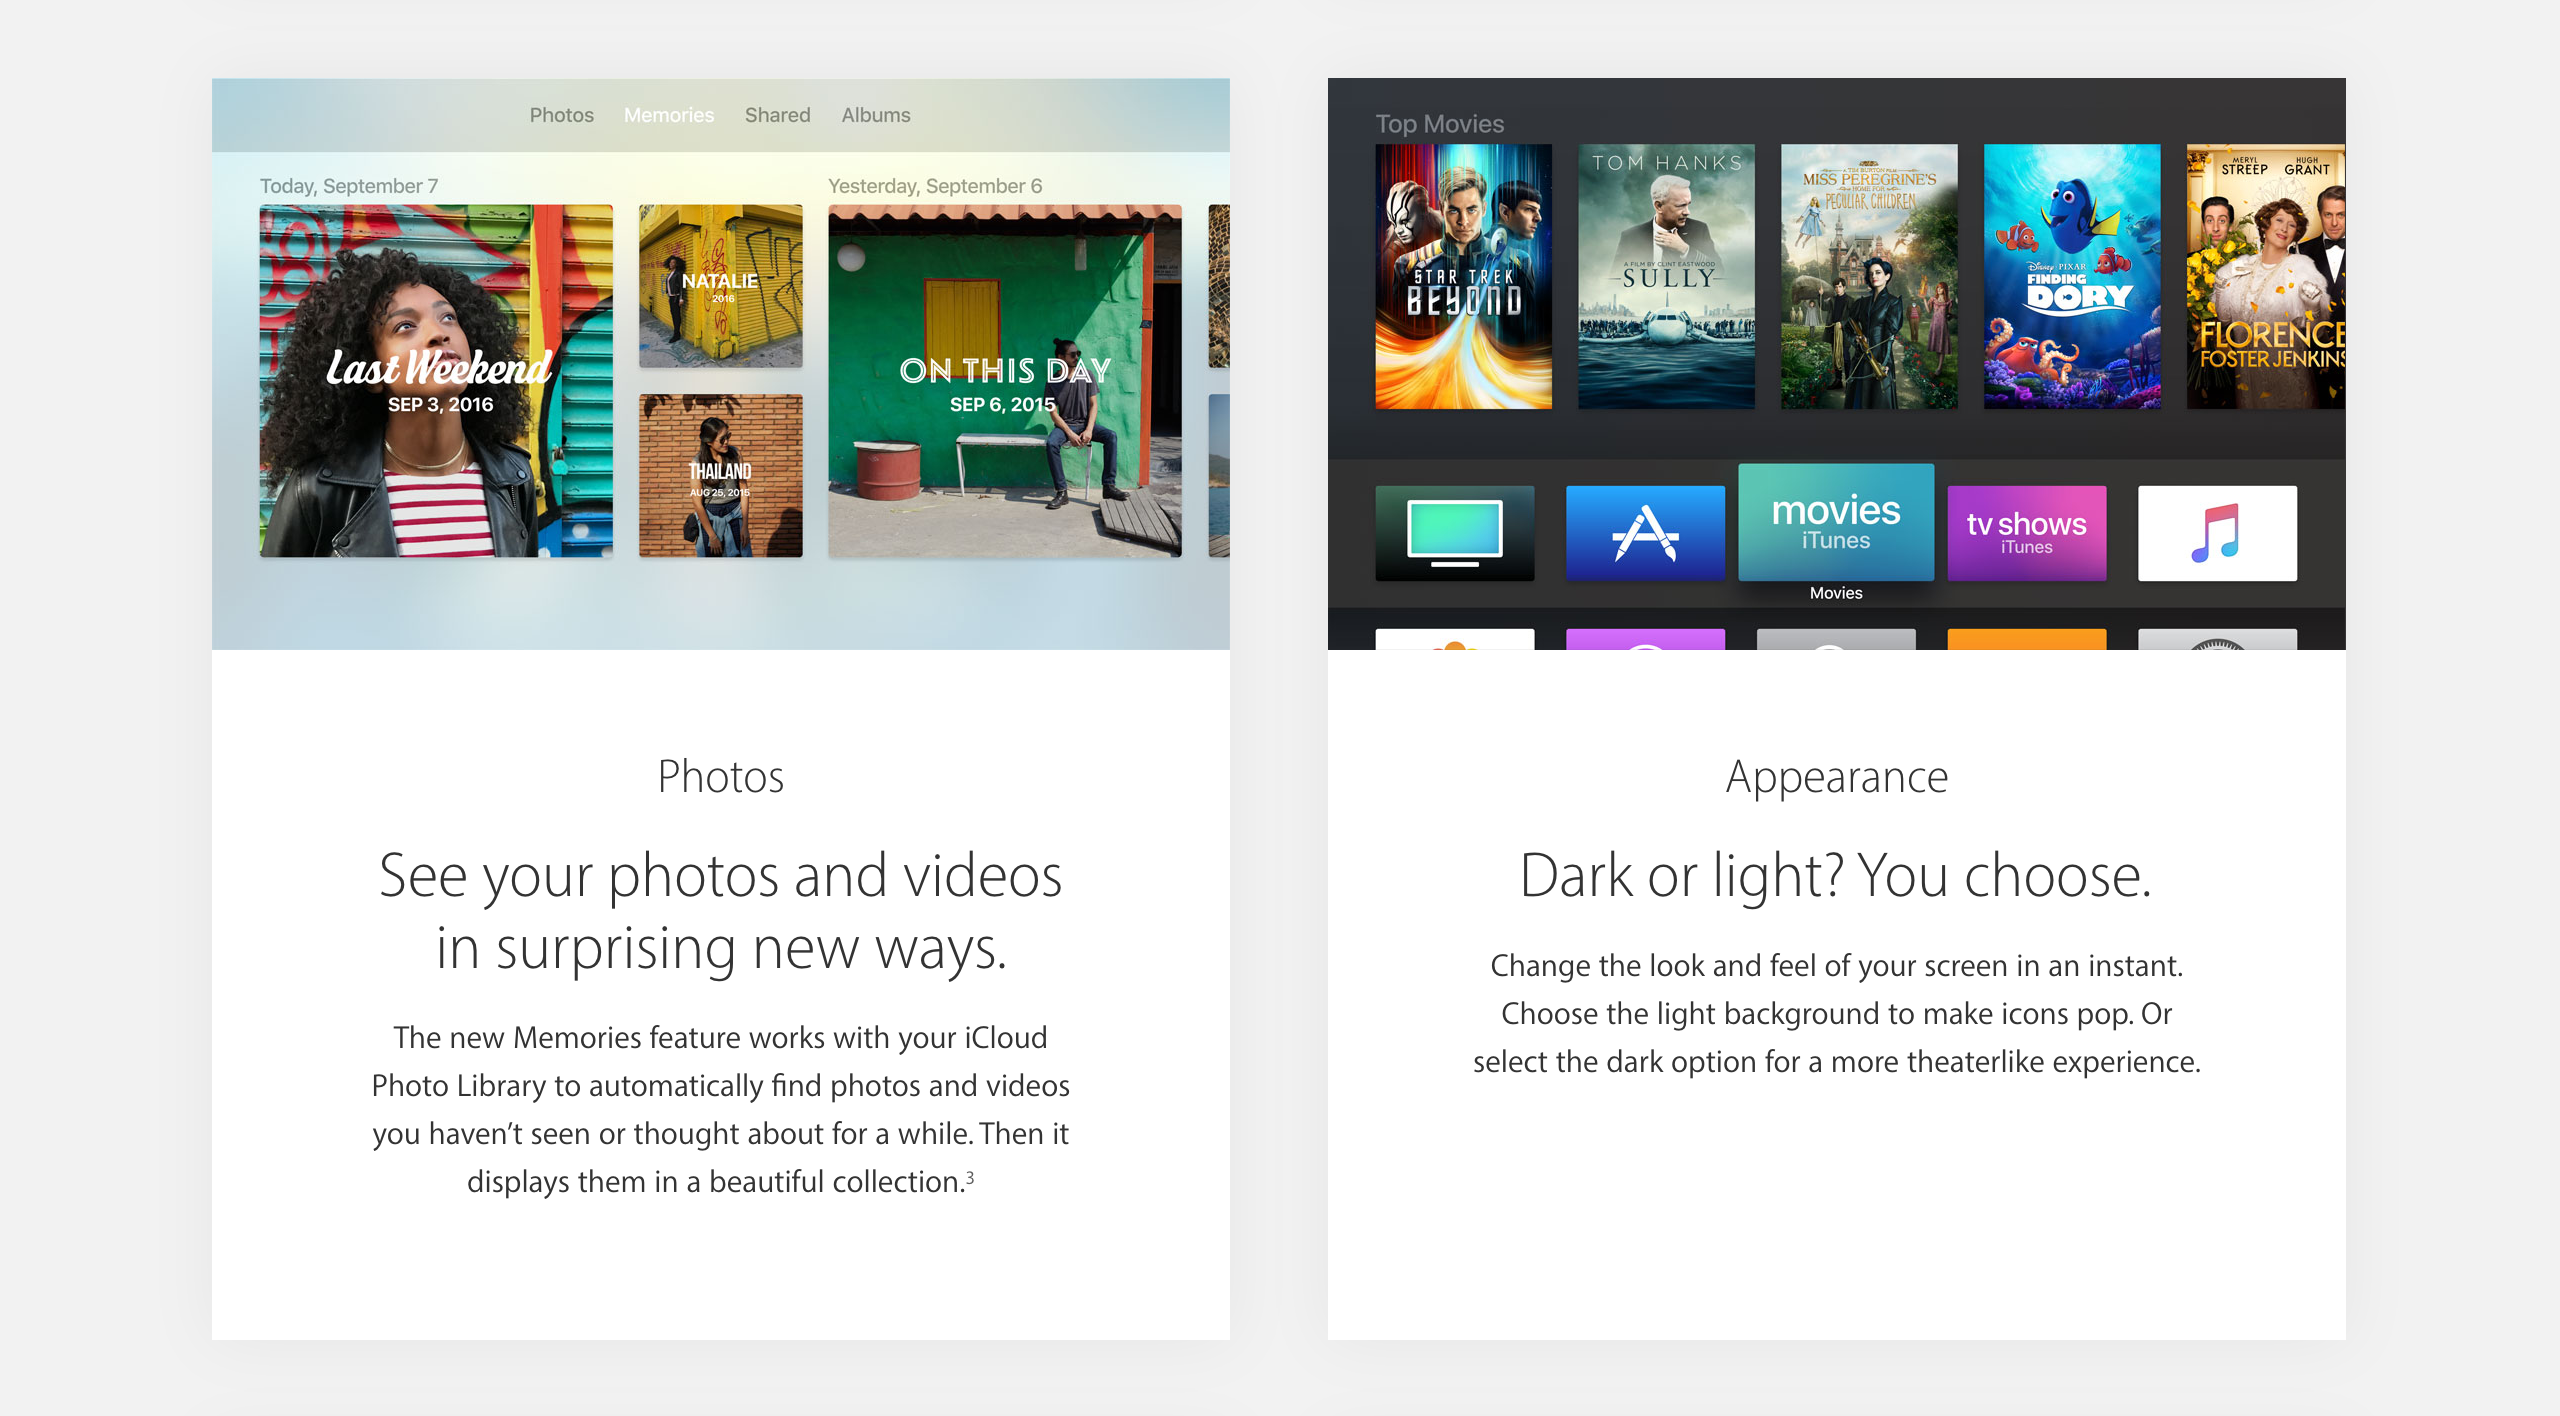 Photos Memories Shared Albums
Today, September 7
Yesterday, September 6
Last Weekend
SEP 3, 2016
NATALIE
2016
THAILAND
AUG 25, 2015
ON THIS DAY
SEP 6, 2015
Photos
See your photos and videos
in surprising new ways.
The new Memories feature works with your iCloud
Photo Library to automatically find photos and videos
you haven’t seen or thought about for a while. Then it
displays them in a beautiful collection.3
Top Movies
STAR TREK
BEYOND
TOM HANKS
A FILM BY CLINT EASTWOOD
SULLY
A TIM BURTON FILM
MISS PEREGRINE'S
HOME FOR
PECULIAR CHILDREN
Disney PIXAR
FINDING
DORY
MERYL HUGH
STREEP GRANT
FLORENCE
FOSTER JENKINS
movies
iTunes
tv shows
iTunes
Movies
Appearance
Dark or light? You choose.
Change the look and feel of your screen in an instant.
Choose the light background to make icons pop. Or
select the dark option for a more theaterlike experience.